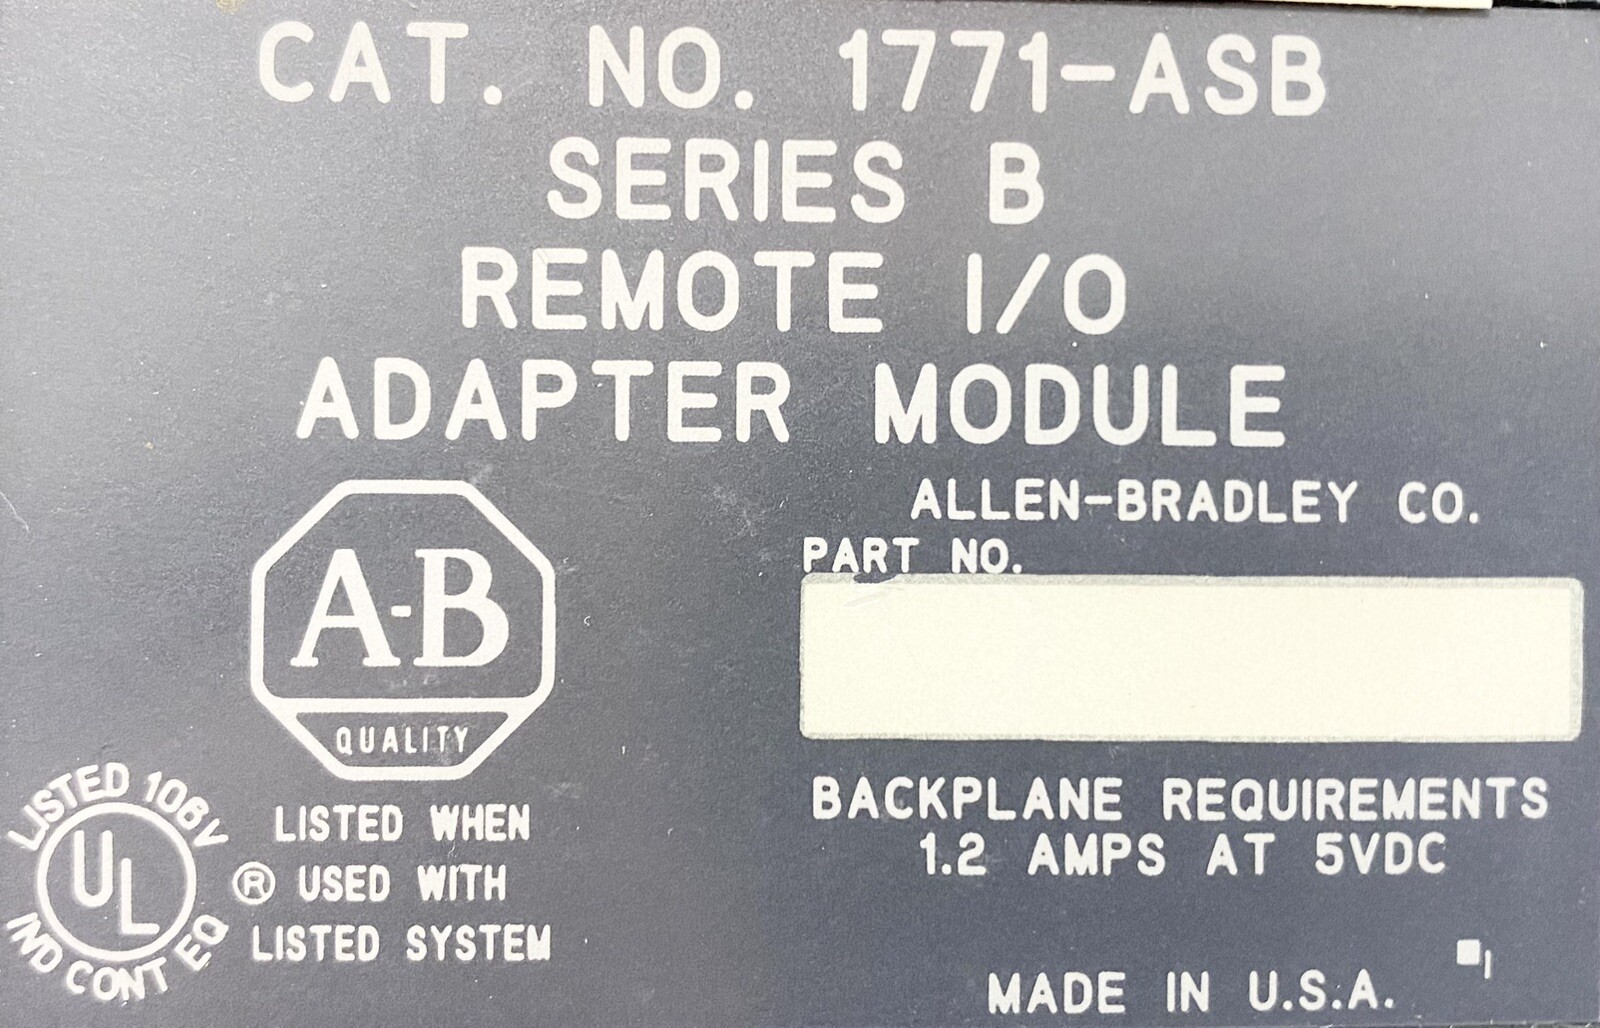 CAT. NO. 1771-ASB
SERIES B
REMOTE I/O
ADAPTER MODULE
ALLEN-BRADLEY CO.
PART NO.
A-B
QUALITY
BACKPLANE REQUIREMENTS
1.2 AMPS AT 5VDC
MADE IN U.S.A.
LISTED 106V
UL
IND CONT EQ
®
LISTED WHEN
USED WITH
LISTED SYSTEM